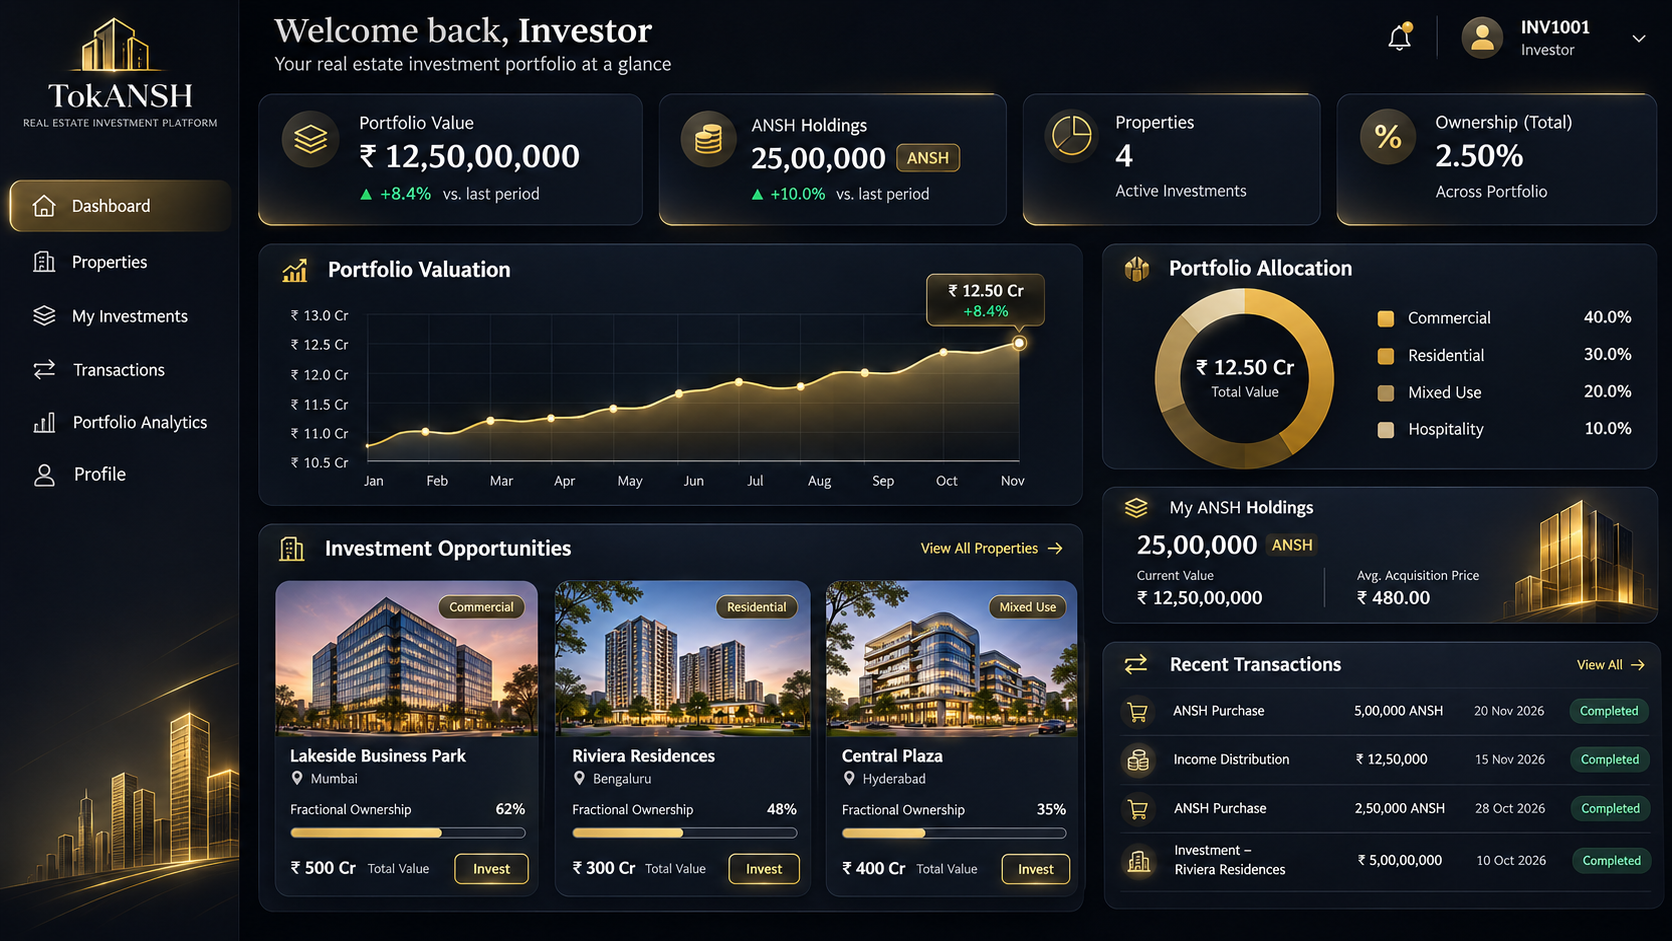 TokANSH
REAL ESTATE INVESTMENT PLATFORM
Dashboard
Properties
My Investments
Transactions
Portfolio Analytics
Profile
Welcome back, Investor
Your real estate investment portfolio at a glance
INV1001
Investor
Portfolio Value
₹ 12,50,00,000
▲ +8.4% vs. last period
ANSH Holdings
25,00,000 ANSH
▲ +10.0% vs. last period
Properties
4
Active Investments
%
Ownership (Total)
2.50%
Across Portfolio
Portfolio Valuation
₹ 12.50 Cr
+8.4%
₹ 13.0 Cr
₹ 12.5 Cr
₹ 12.0 Cr
₹ 11.5 Cr
₹ 11.0 Cr
₹ 10.5 Cr
Jan Feb Mar Apr May Jun Jul Aug Sep Oct Nov
Portfolio Allocation
₹ 12.50 Cr
Total Value
Commercial 40.0%
Residential 30.0%
Mixed Use 20.0%
Hospitality 10.0%
My ANSH Holdings
25,00,000 ANSH
Current Value
₹ 12,50,00,000
Avg. Acquisition Price
₹ 480.00
Investment Opportunities
View All Properties →
Commercial
Lakeside Business Park
Mumbai
Fractional Ownership 62%
₹ 500 Cr Total Value Invest
Residential
Riviera Residences
Bengaluru
Fractional Ownership 48%
₹ 300 Cr Total Value Invest
Mixed Use
Central Plaza
Hyderabad
Fractional Ownership 35%
₹ 400 Cr Total Value Invest
Recent Transactions
View All →
ANSH Purchase 5,00,000 ANSH 20 Nov 2026 Completed
Income Distribution ₹ 12,50,000 15 Nov 2026 Completed
ANSH Purchase 2,50,000 ANSH 28 Oct 2026 Completed
Investment –
Riviera Residences ₹ 5,00,00,000 10 Oct 2026 Completed